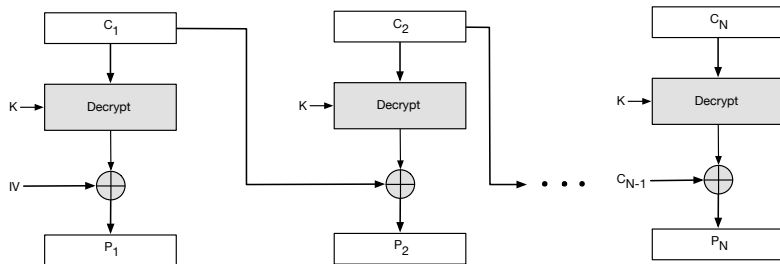 C1
C2
CN
K
Decrypt
K
Decrypt
K
Decrypt
IV
CN-1
P1
P2
PN